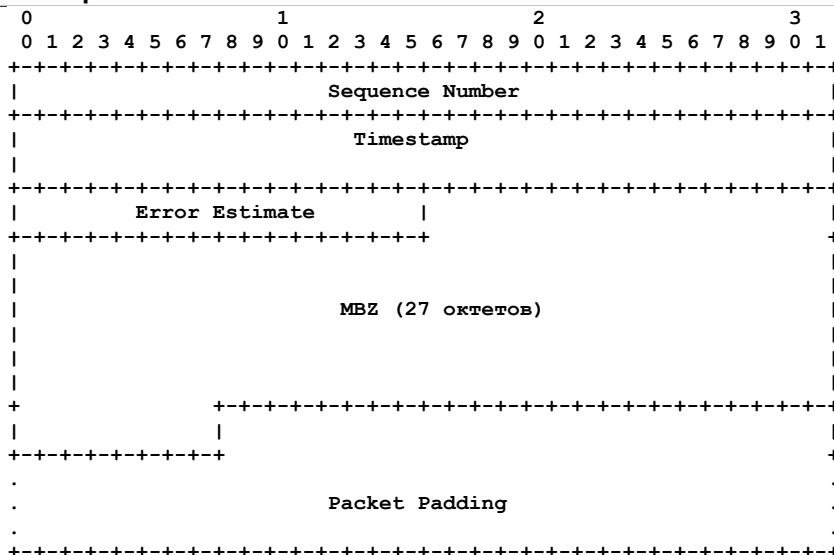 0                   1                   2                   3
0 1 2 3 4 5 6 7 8 9 0 1 2 3 4 5 6 7 8 9 0 1 2 3 4 5 6 7 8 9 0 1
+-+-+-+-+-+-+-+-+-+-+-+-+-+-+-+-+-+-+-+-+-+-+-+-+-+-+-+-+-+-+-+-+
|                        Sequence Number                        |
+-+-+-+-+-+-+-+-+-+-+-+-+-+-+-+-+-+-+-+-+-+-+-+-+-+-+-+-+-+-+-+-+
|                          Timestamp                            |
|                                                               |
+-+-+-+-+-+-+-+-+-+-+-+-+-+-+-+-+-+-+-+-+-+-+-+-+-+-+-+-+-+-+-+-+
|         Error Estimate        |                               |
+-+-+-+-+-+-+-+-+-+-+-+-+-+-+-+-+                               +
|                                                               |
|                                                               |
|                         MBZ (27 октетов)                      |
|                                                               |
|                                                               |
|                                                               |
+               +-+-+-+-+-+-+-+-+-+-+-+-+-+-+-+-+-+-+-+-+-+-+-+-+
|               |                                               |
+-+-+-+-+-+-+-+-+                                               +
.                                                               .
.                        Packet Padding                         .
.                                                               .
+-+-+-+-+-+-+-+-+-+-+-+-+-+-+-+-+-+-+-+-+-+-+-+-+-+-+-+-+-+-+-+-+